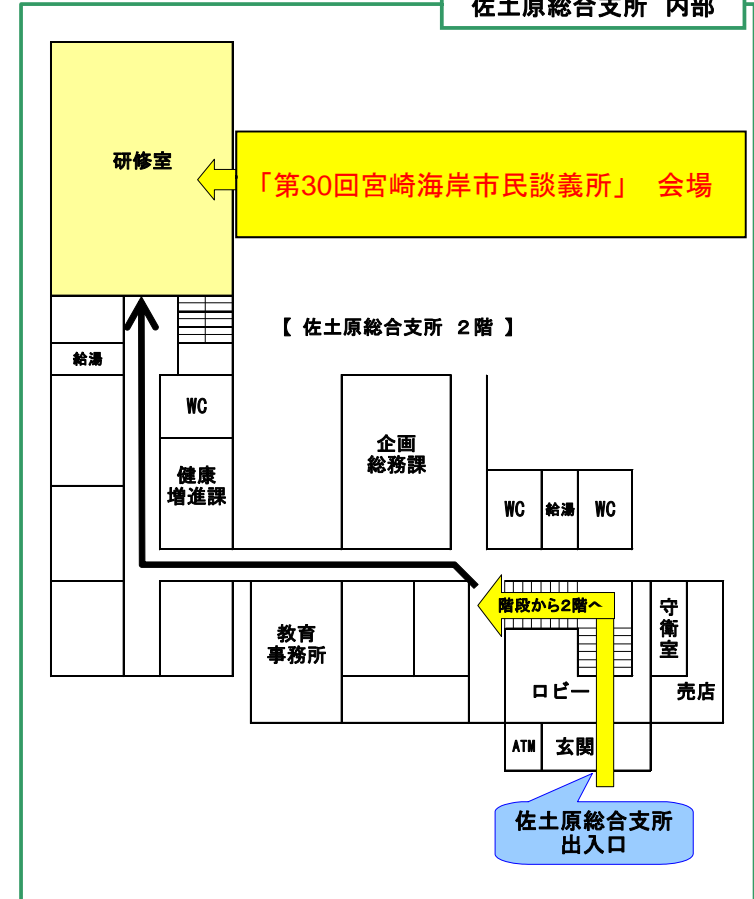 佐土原総合支所 内部
研修室
「第30回宮崎海岸市民談義所」 会場
【 佐土原総合支所 2階 】
給湯
WC
企画
総務課
健康
増進課
WC
給湯
WC
階段から2階へ
守
衛
室
教育
事務所
ロビー
売店
ATM
玄関
佐土原総合支所
出入口